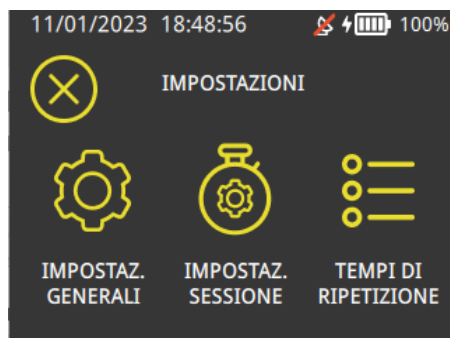 11/01/2023 18:48:56 100%
IMPOSTAZIONI
IMPOSTAZ. IMPOSTAZ. TEMPI DI
GENERALI SESSIONE RIPETIZIONE